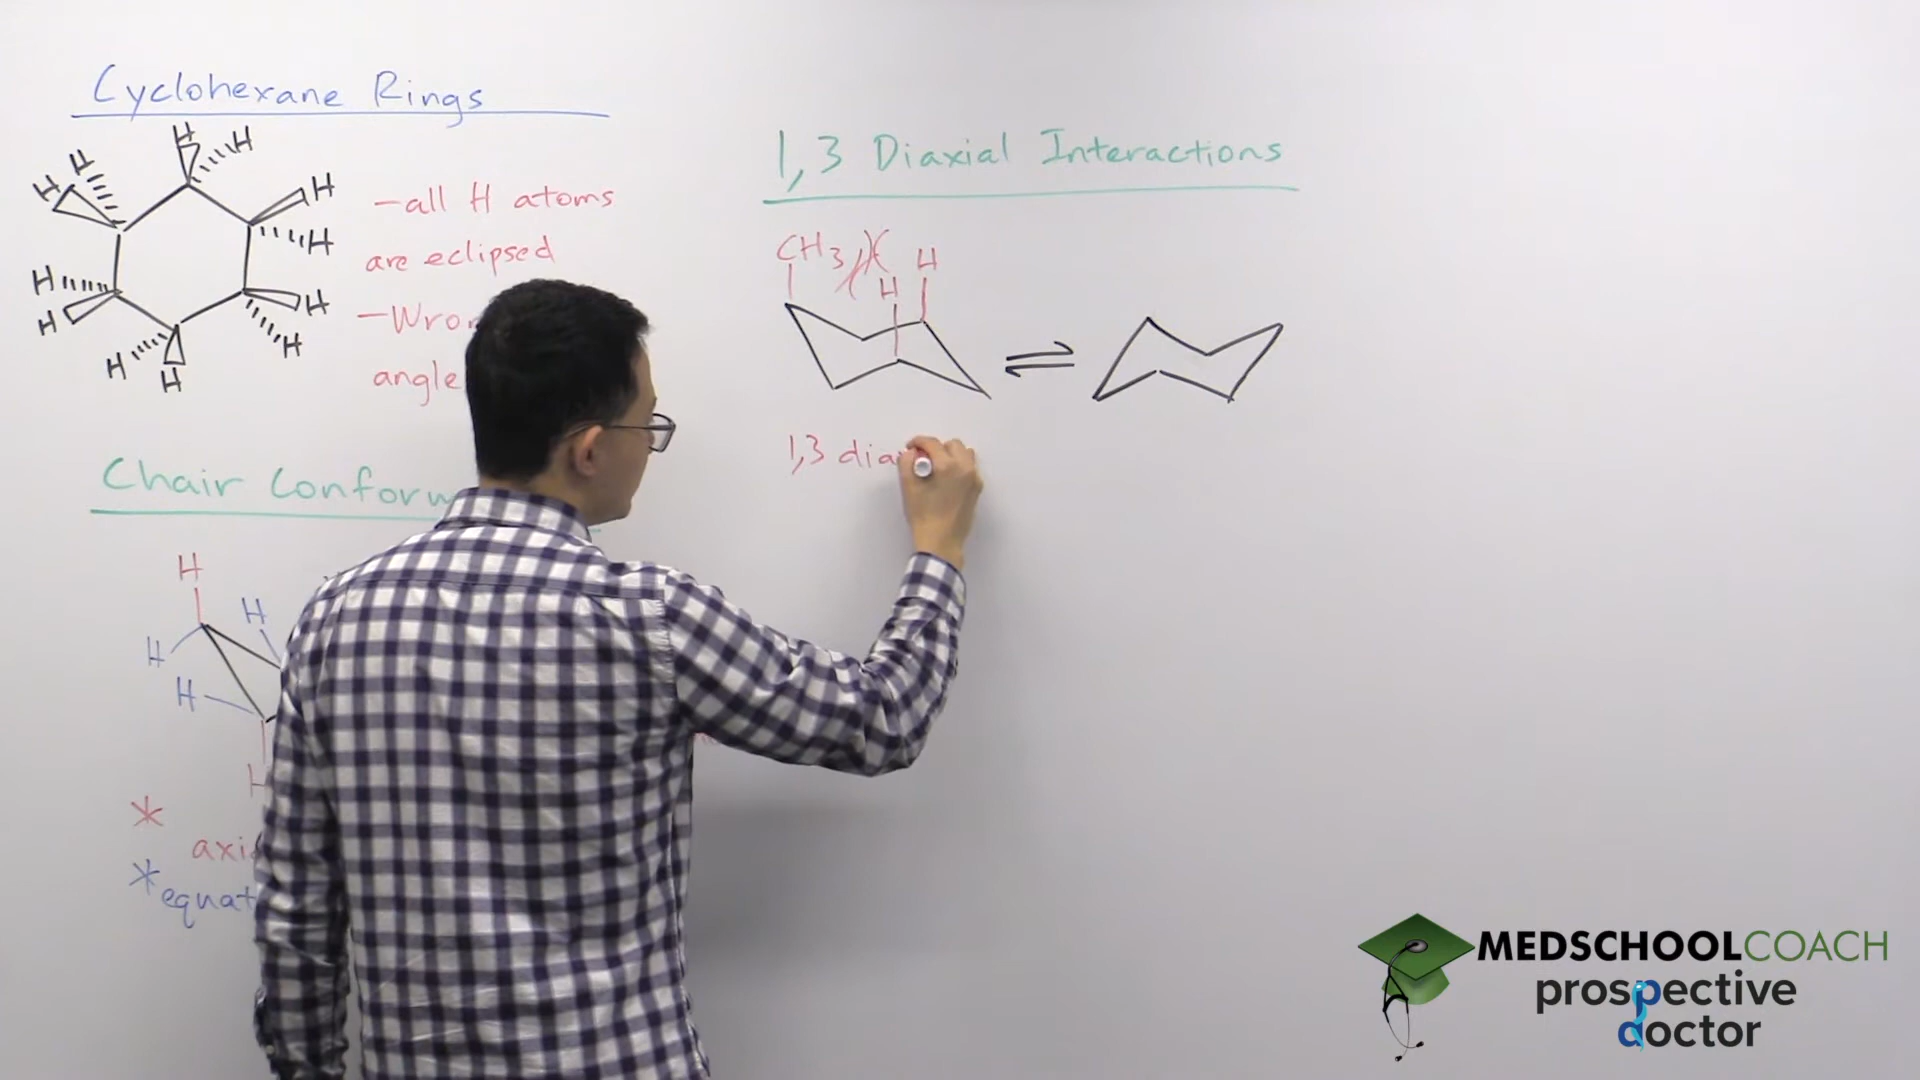 Cyclohexane Rings
H H
H H
H
H
H H
H H
H H
- all H atoms
are eclipsed
- Wron
angle
Chair Conform
H
H H
H
H
* axi
* equat
1,3 Diaxial Interactions
CH3 H
H
1,3 dia
MEDSCHOOLCOACH
prospective
doctor